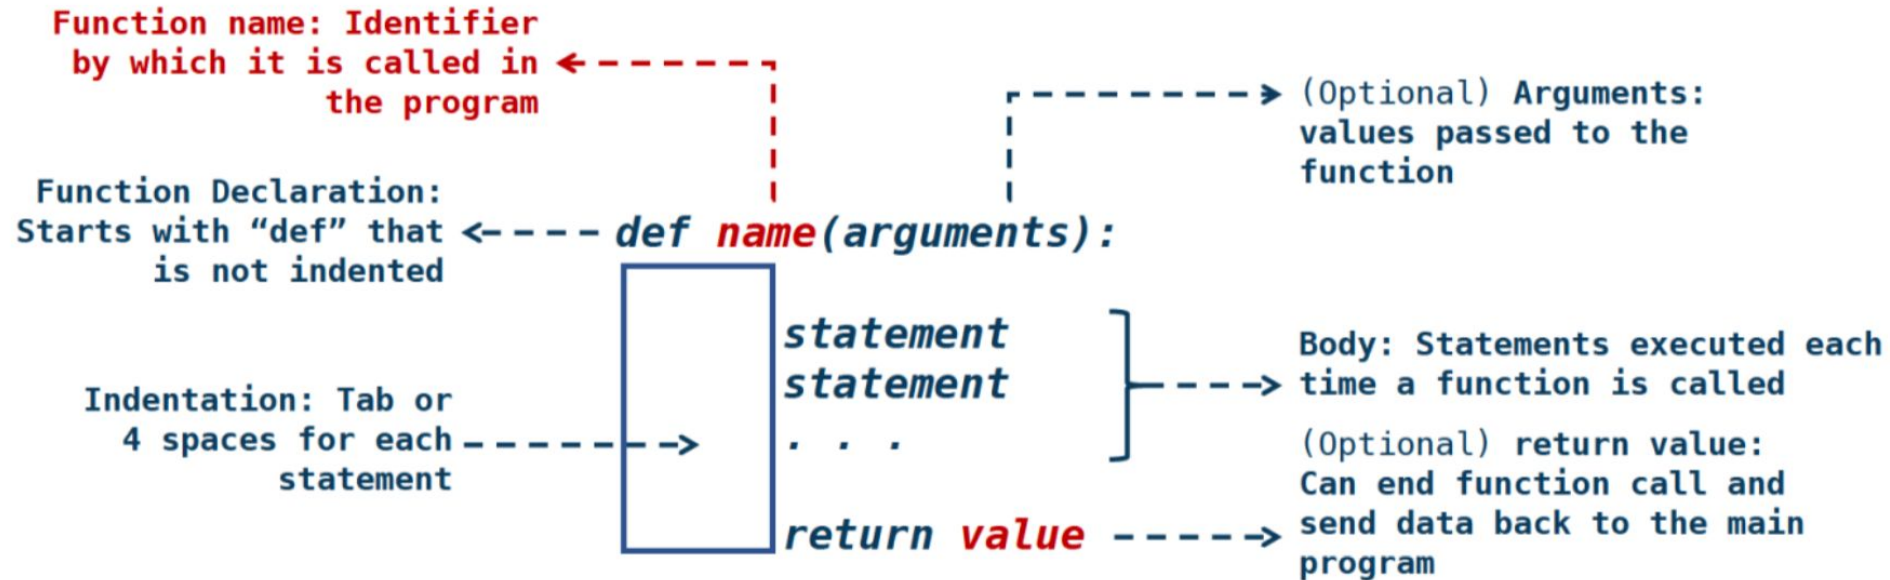 Function name: Identifier
by which it is called in
the program
(Optional) Arguments:
values passed to the
function
Function Declaration:
Starts with “def” that
is not indented
def name(arguments):
statement
statement
. . .
return value
Indentation: Tab or
4 spaces for each
statement
Body: Statements executed each
time a function is called
(Optional) return value:
Can end function call and
send data back to the main
program